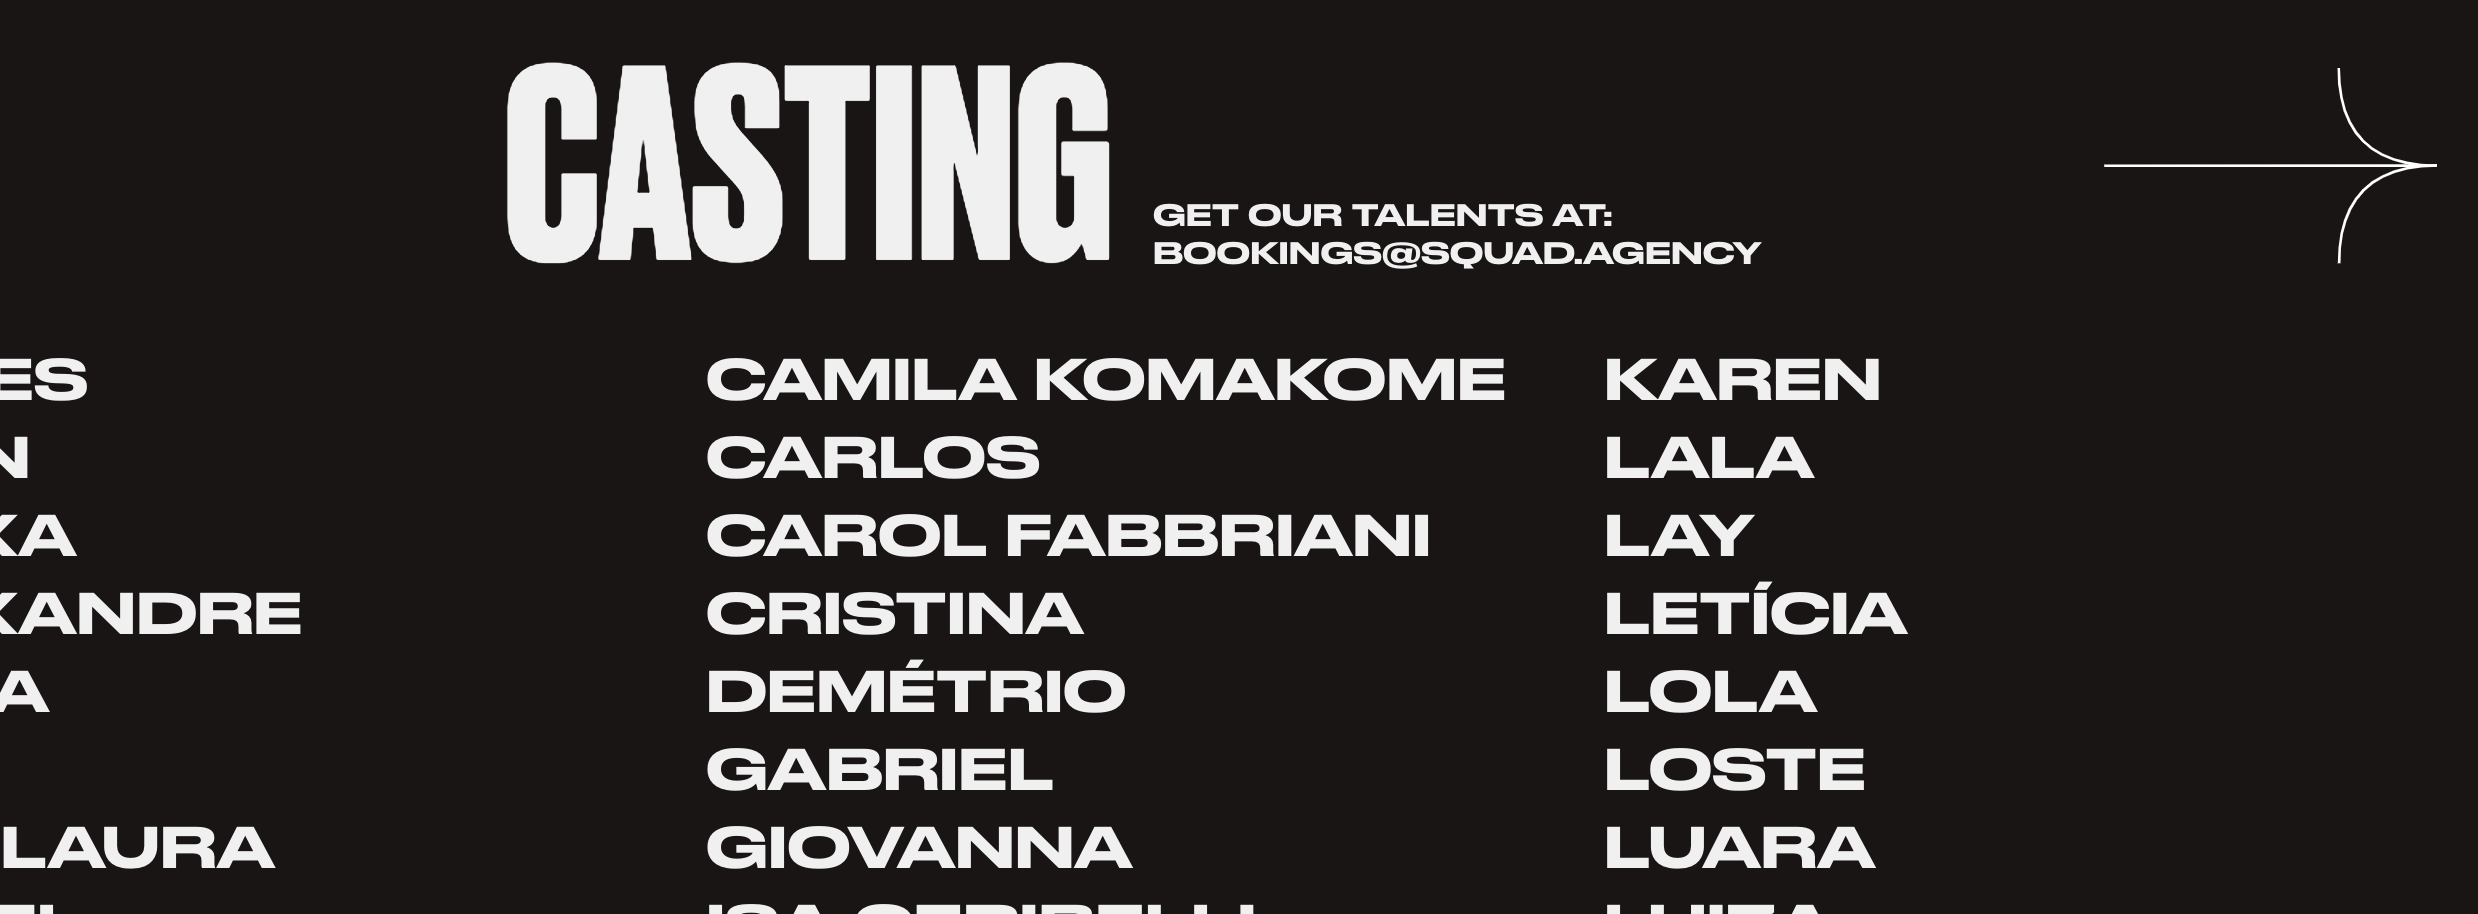 CASTING
GET OUR TALENTS AT:
BOOKINGS@SQUAD.AGENCY
ES
N
KA
XANDRE
A
LAURA
CAMILA KOMAKOME
CARLOS
CAROL FABBRIANI
CRISTINA
DEMÉTRIO
GABRIEL
GIOVANNA
KAREN
LALA
LAY
LETÍCIA
LOLA
LOSTE
LUARA